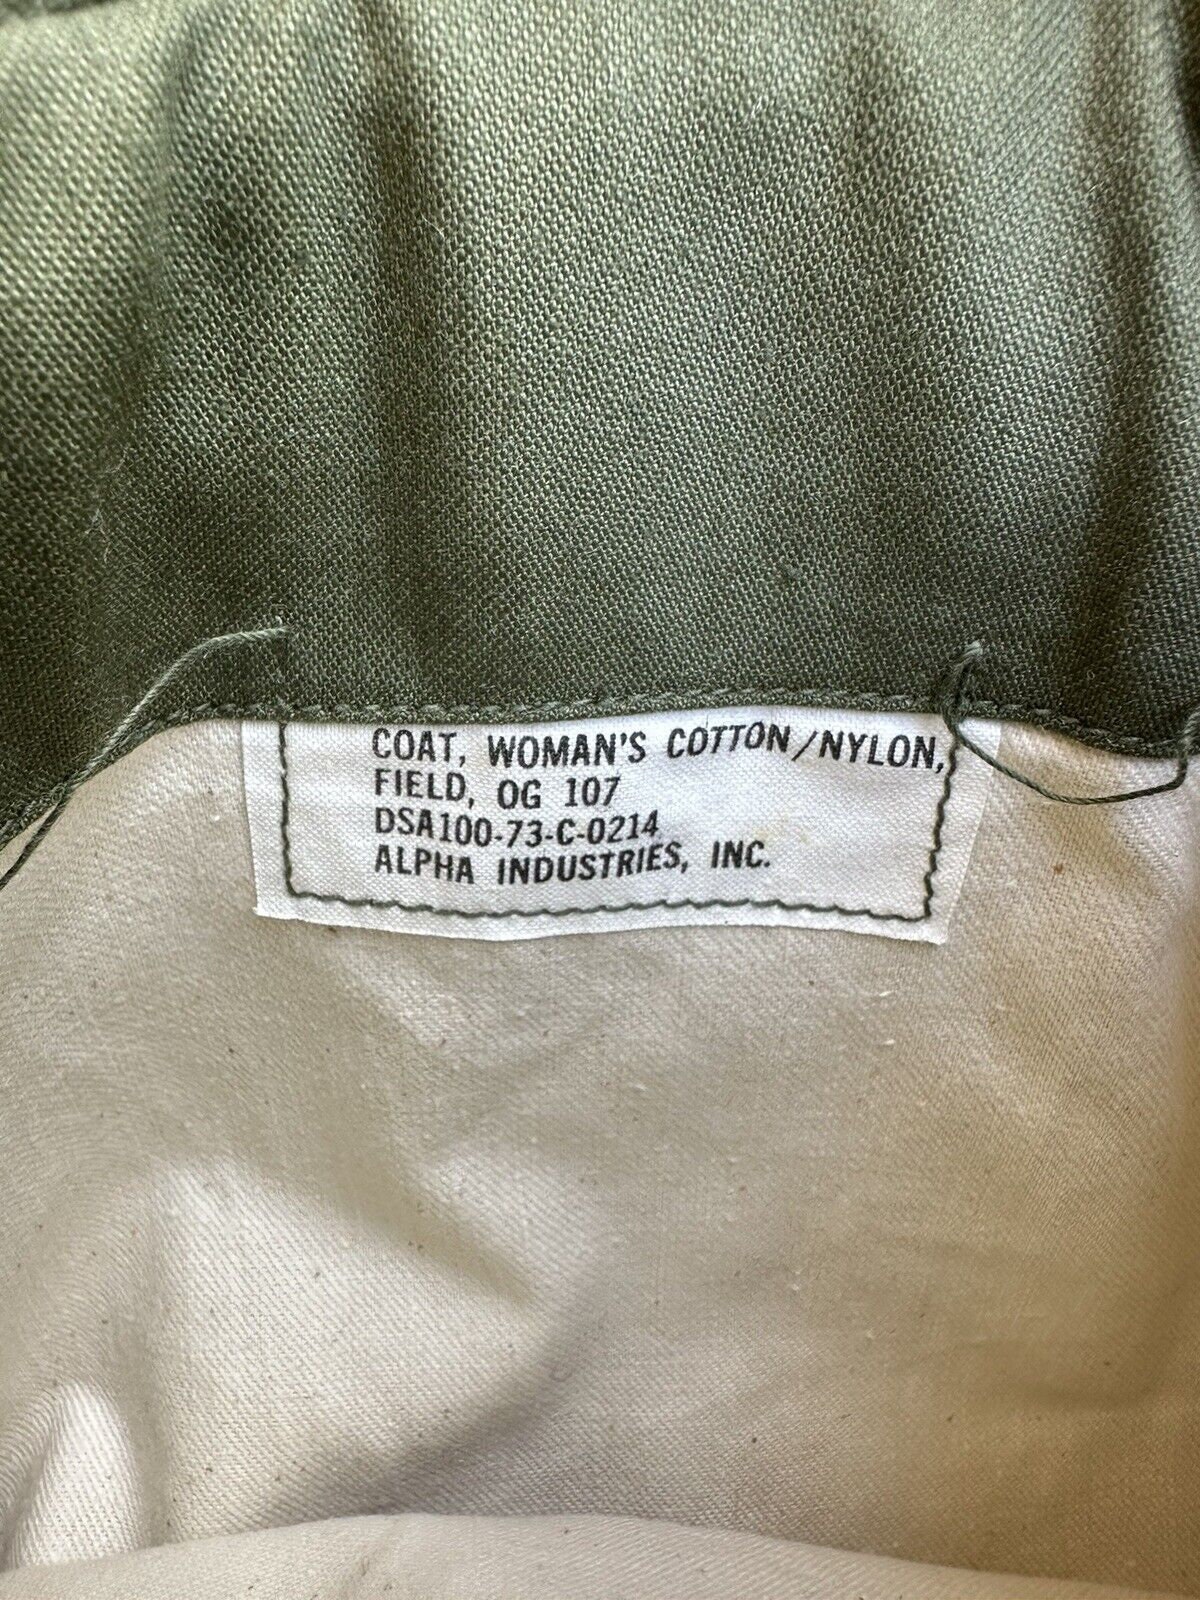 COAT, WOMAN'S COTTON/NYLON,
FIELD, OG 107
DSA100-73-C-0214
ALPHA INDUSTRIES, INC.